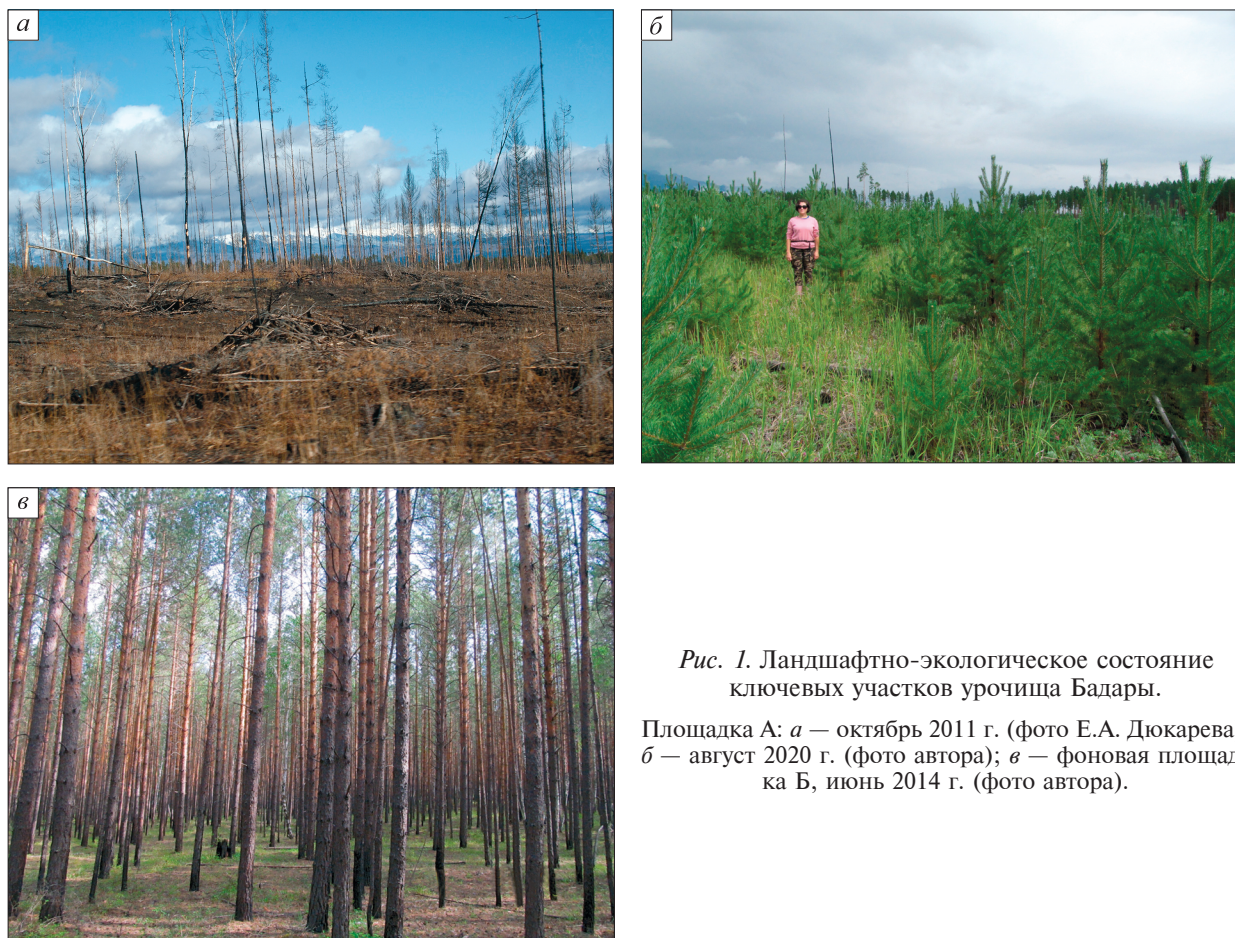 а
б
в
Рис. 1. Ландшафтно-экологическое состояние
ключевых участков урочища Бадары.
Площадка А: а — октябрь 2011 г. (фото Е.А. Дюкарева
б — август 2020 г. (фото автора); в — фоновая площад
ка Б, июнь 2014 г. (фото автора).